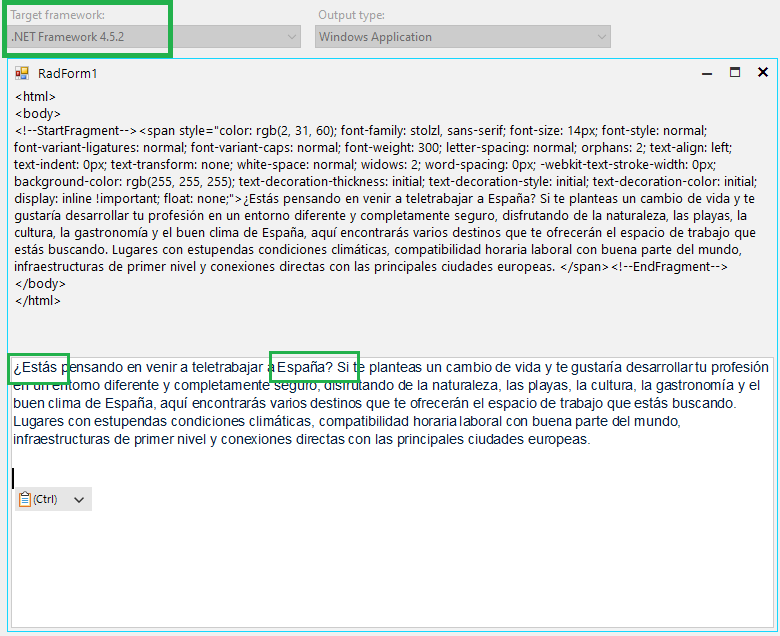 Target framework:
Output type:
.NET Framework 4.5.2
Windows Application
RadForm1
<html>
<body>
<!--StartFragment--><span style="color: rgb(2, 31, 60); font-family: stolzl, sans-serif; font-size: 14px; font-style: normal;
font-variant-ligatures: normal; font-variant-caps: normal; font-weight: 300; letter-spacing: normal; orphans: 2; text-align: left;
text-indent: 0px; text-transform: none; white-space: normal; widows: 2; word-spacing: 0px; -webkit-text-stroke-width: 0px;
background-color: rgb(255, 255, 255); text-decoration-thickness: initial; text-decoration-style: initial; text-decoration-color: initial;
display: inline !important; float: none;">¿Estás pensando en venir a teletrabajar a España? Si te planteas un cambio de vida y te
gustaría desarrollar tu profesión en un entorno diferente y completamente seguro, disfrutando de la naturaleza, las playas, la
cultura, la gastronomía y el buen clima de España, aquí encontrarás varios destinos que te ofrecerán el espacio de trabajo que
estás buscando. Lugares con estupendas condiciones climáticas, compatibilidad horaria laboral con buena parte del mundo,
infraestructuras de primer nivel y conexiones directas con las principales ciudades europeas. </span><!--EndFragment-->
</body>
</html>
¿Estás pensando en venir a teletrabajar a España? Si te planteas un cambio de vida y te gustaría desarrollar tu profesión
en un entorno diferente y completamente seguro, disfrutando de la naturaleza, las playas, la cultura, la gastronomía y el
buen clima de España, aquí encontrarás varios destinos que te ofrecerán el espacio de trabajo que estás buscando.
Lugares con estupendas condiciones climáticas, compatibilidad horaria laboral con buena parte del mundo,
infraestructuras de primer nivel y conexiones directas con las principales ciudades europeas.
(Ctrl)